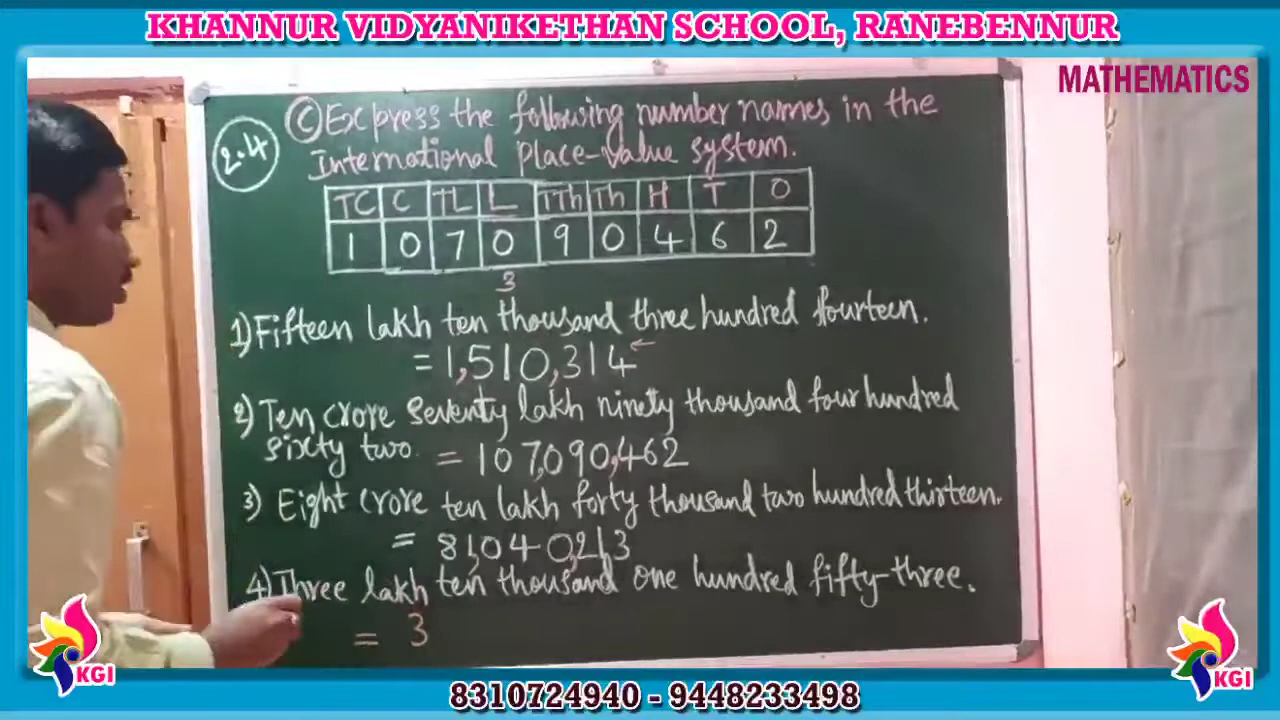 KHANNUR VIDYANIKETHAN SCHOOL, RANEBENNUR
MATHEMATICS
2.4
C) Express the following number names in the
International place-value system.
TC C TL L TTh Th H T O
1 0 7 0 9 0 4 6 2
3
1) Fifteen lakh ten thousand three hundred fourteen.
= 1,510,314
2) Ten crore seventy lakh ninety thousand four hundred
sixty two. = 107,090,462
3) Eight crore ten lakh forty thousand two hundred thirteen.
= 81,040,213
4) Three lakh ten thousand one hundred fifty-three.
= 3
KGI
KGI
8310724940 - 9448233498